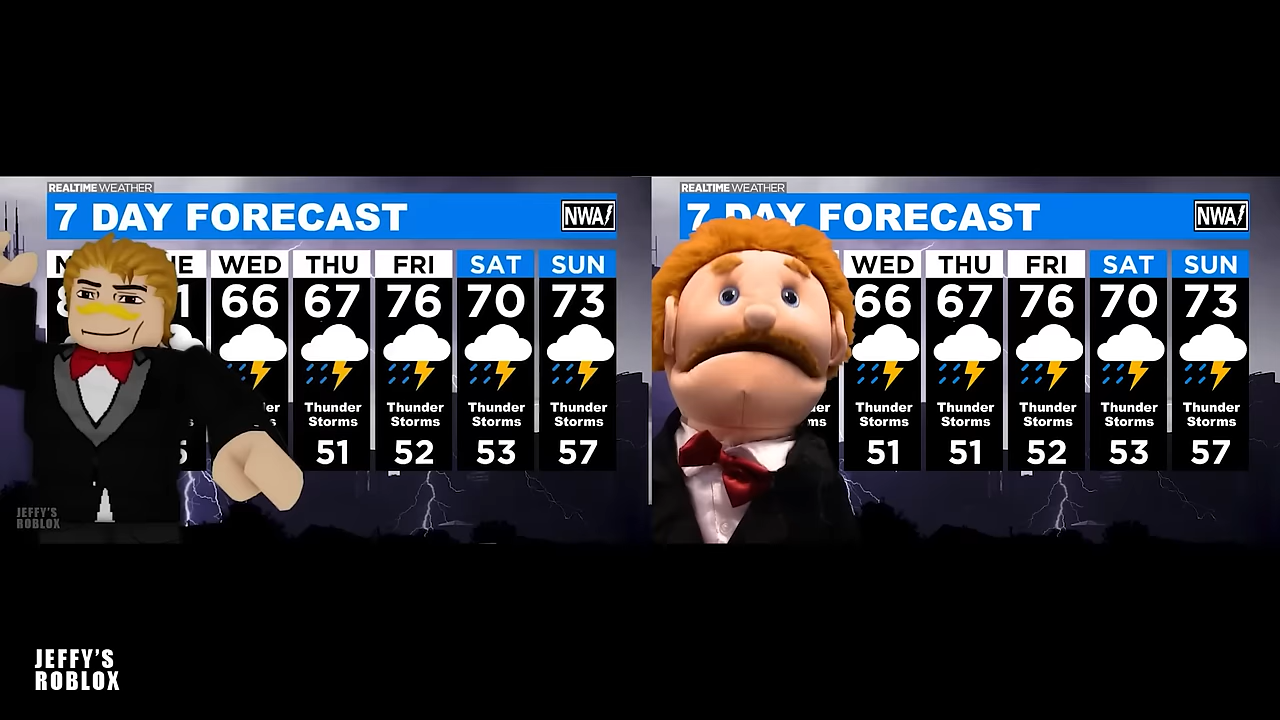 REALTIME WEATHER
7 DAY FORECAST
NWA
WED THU FRI SAT SUN
66 67 76 70 73
Thunder Thunder Thunder Thunder
Storms Storms Storms Storms
51 52 53 57
JEFFY'S
ROBLOX
REALTIME WEATHER
7 DAY FORECAST
NWA
WED THU FRI SAT SUN
66 67 76 70 73
Thunder Thunder Thunder Thunder Thunder
Storms Storms Storms Storms Storms
51 51 52 53 57
JEFFY'S
ROBLOX